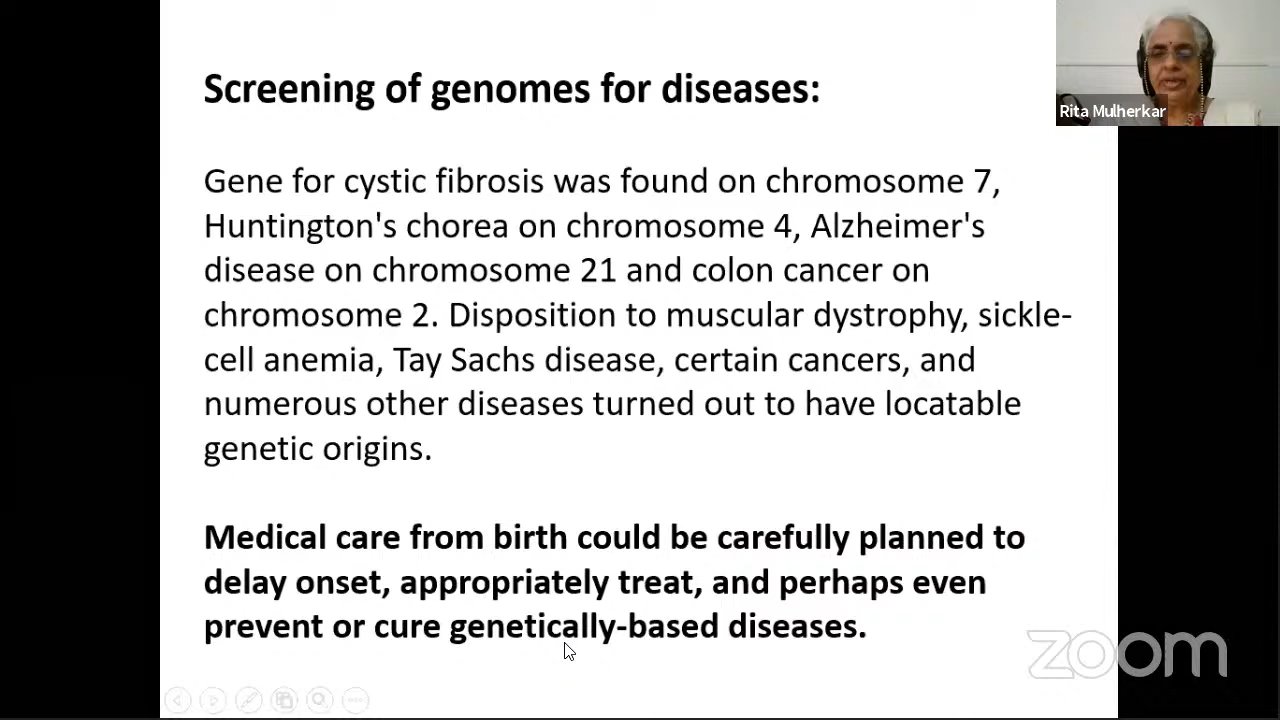 Screening of genomes for diseases:
Rita Mulherkar
Gene for cystic fibrosis was found on chromosome 7,
Huntington's chorea on chromosome 4, Alzheimer's
disease on chromosome 21 and colon cancer on
chromosome 2. Disposition to muscular dystrophy, sickle-
cell anemia, Tay Sachs disease, certain cancers, and
numerous other diseases turned out to have locatable
genetic origins.
Medical care from birth could be carefully planned to
delay onset, appropriately treat, and perhaps even
prevent or cure genetically-based diseases.
zoom